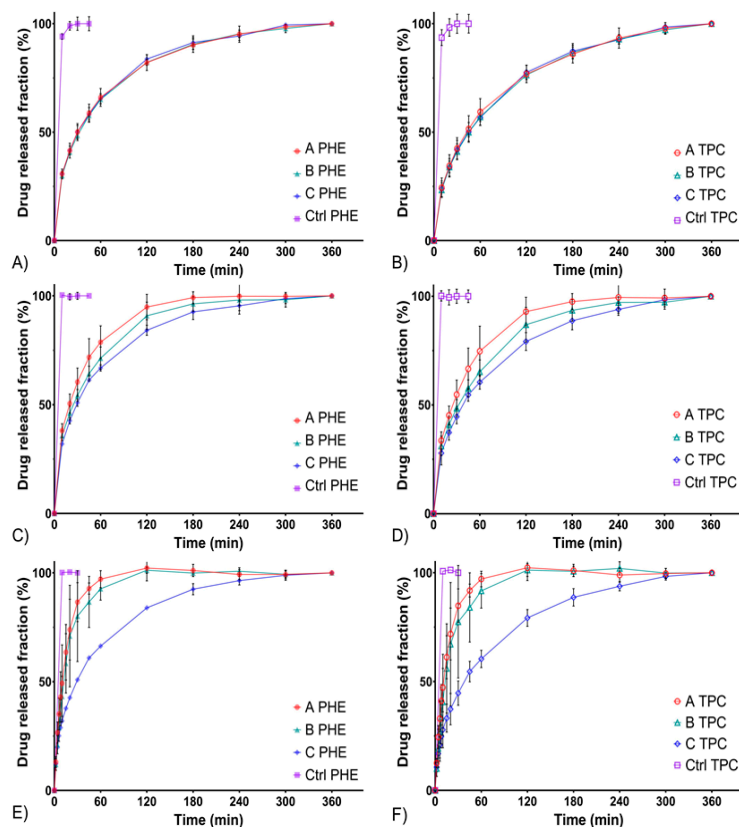 Drug released fraction (%)
100
50
0
0 60 120 180 240 300 360
Time (min)
A PHE
B PHE
C PHE
Ctrl PHE
A)
Drug released fraction (%)
100
50
0
0 60 120 180 240 300 360
Time (min)
A TPC
B TPC
C TPC
Ctrl TPC
B)
Drug released fraction (%)
100
50
0
0 60 120 180 240 300 360
Time (min)
A PHE
B PHE
C PHE
Ctrl PHE
C)
Drug released fraction (%)
100
50
0
0 60 120 180 240 300 360
Time (min)
A TPC
B TPC
C TPC
Ctrl TPC
D)
Drug released fraction (%)
100
50
0
0 60 120 180 240 300 360
Time (min)
A PHE
B PHE
C PHE
Ctrl PHE
E)
Drug released fraction (%)
100
50
0
0 60 120 180 240 300 360
Time (min)
A TPC
B TPC
C TPC
Ctrl TPC
F)